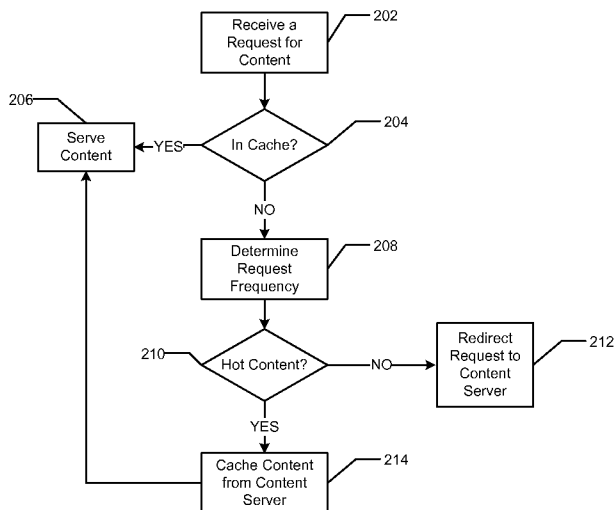 Receive a
Request for
Content
202
206
Serve
Content
YES
In Cache?
204
NO
Determine
Request
Frequency
208
210
Hot Content?
NO
Redirect
Request to
Content
Server
212
YES
Cache Content
from Content
Server
214